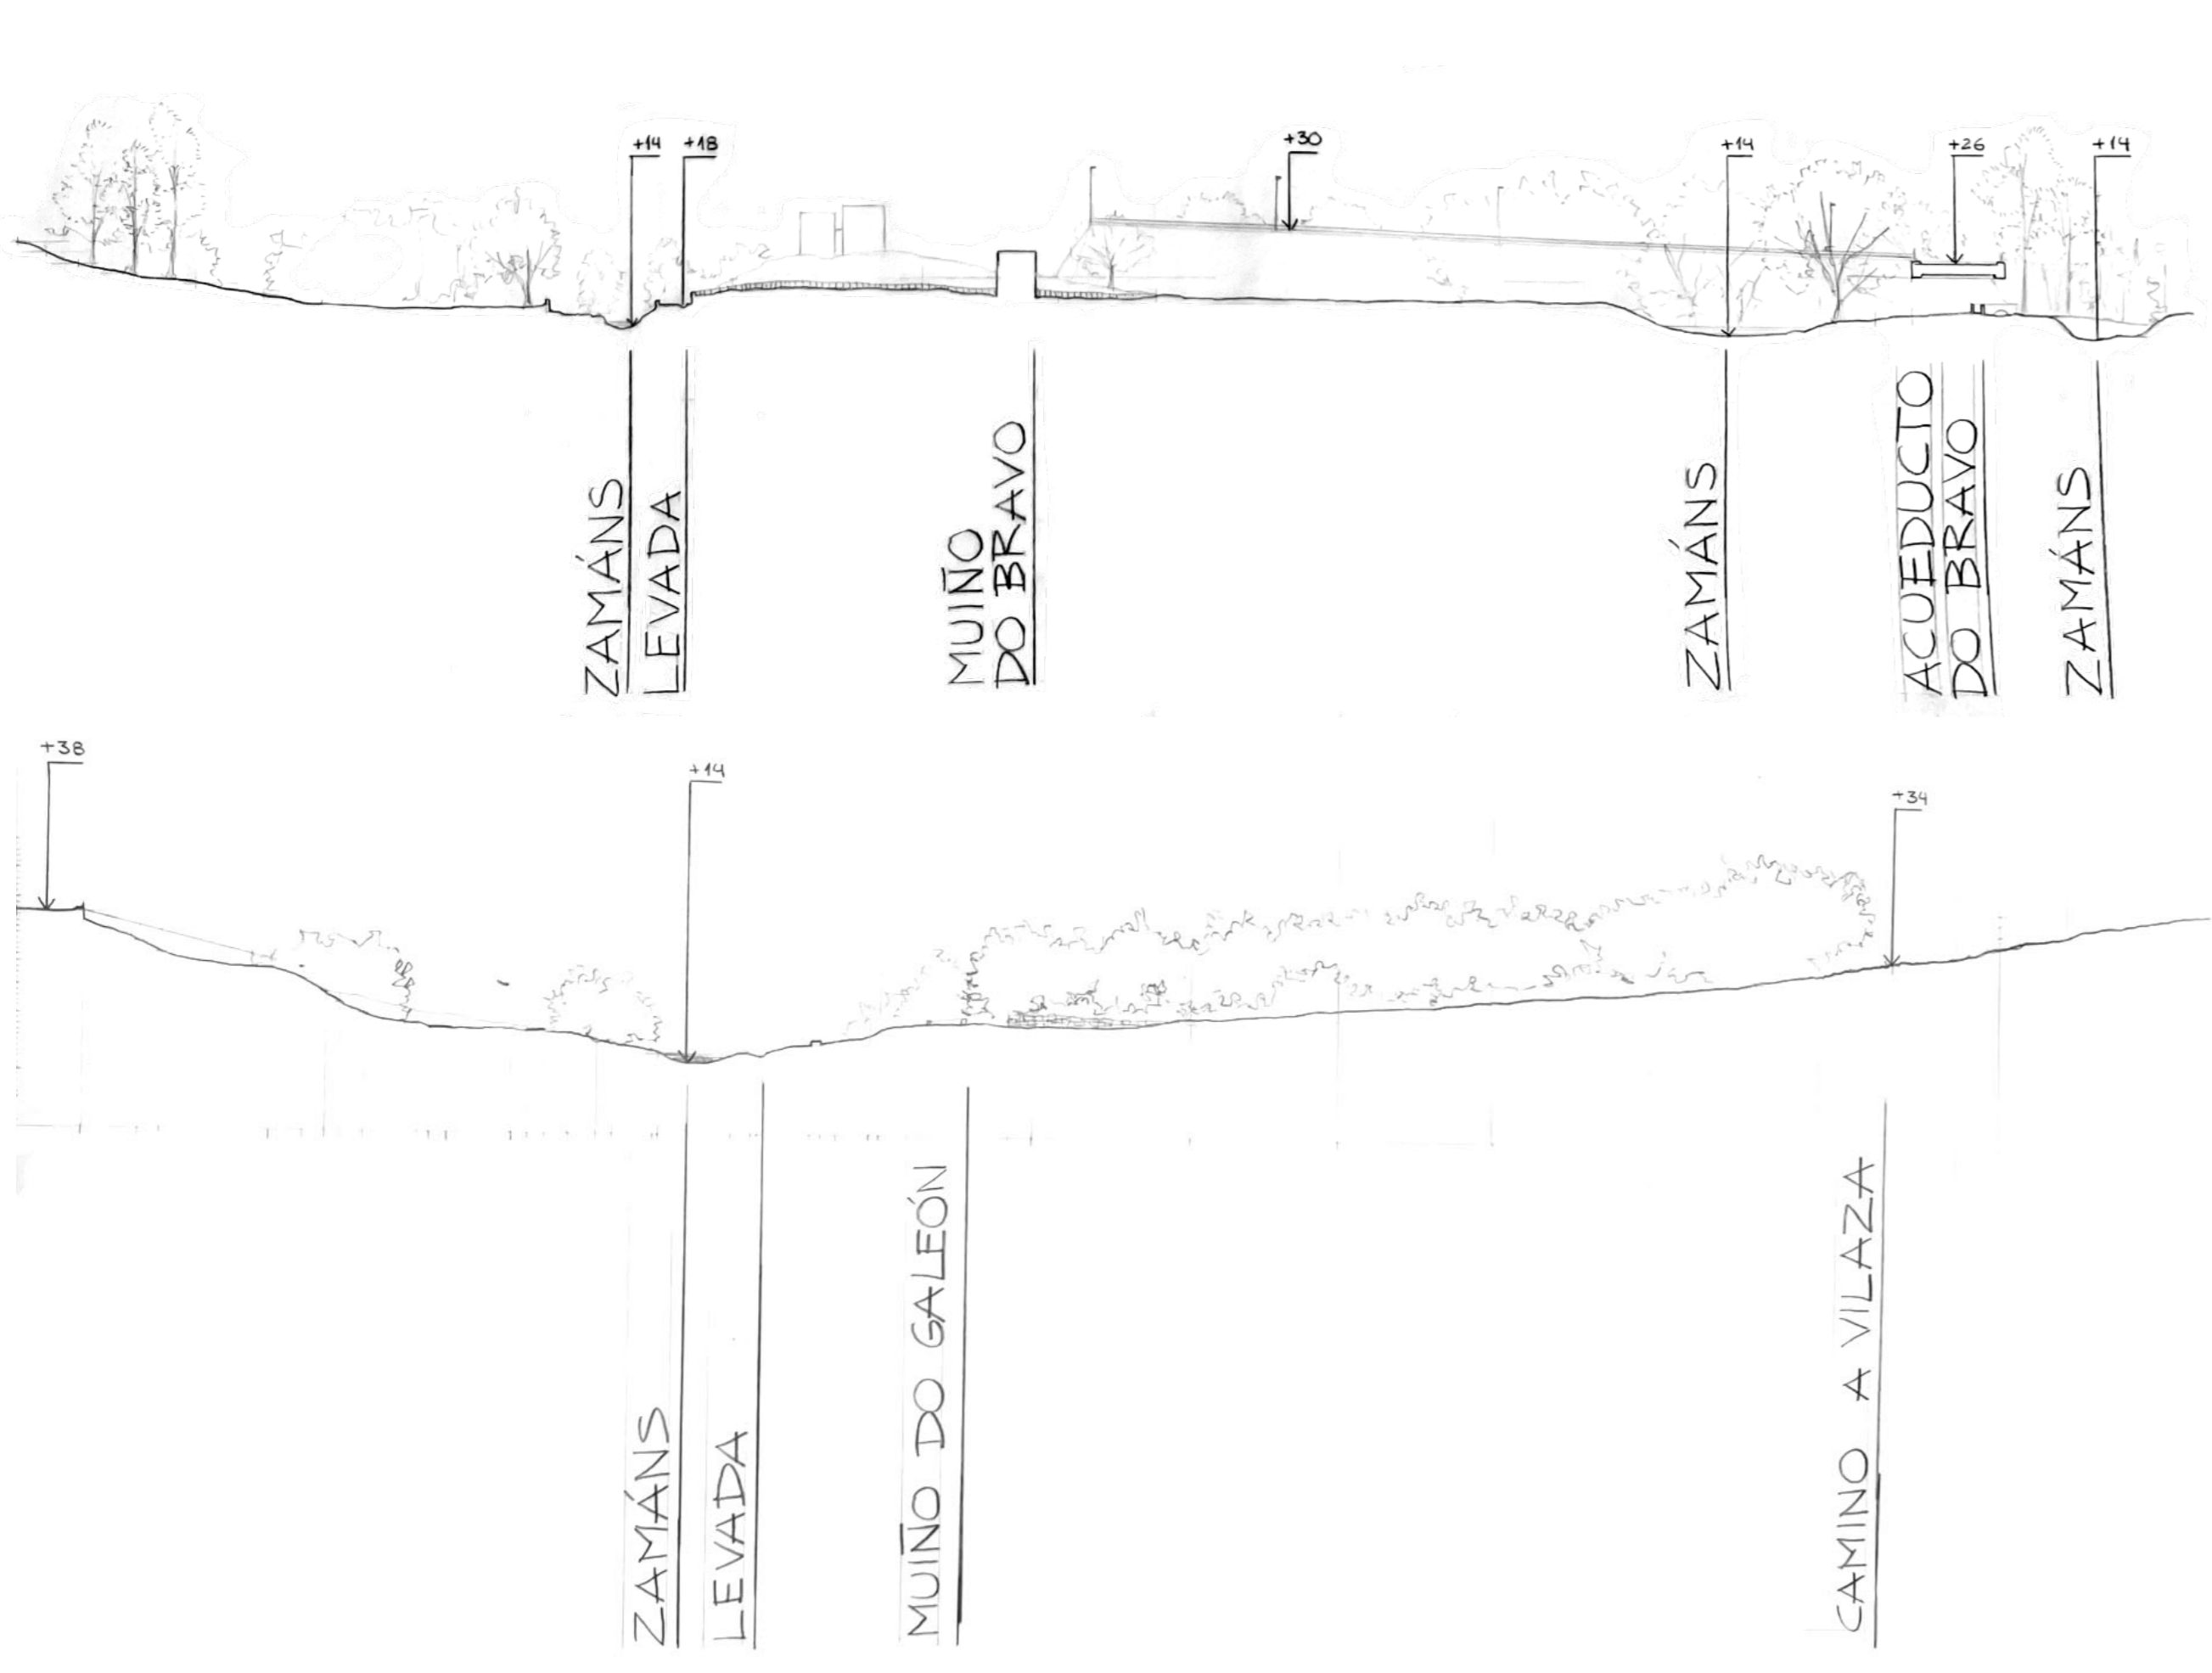 +14
+18
+30
+14
+26
+14
ZAMÁNS
LEVADA
MUIÑO
DO BRAVO
ZAMÁNS
ACUEDUCTO
DO BRAVO
ZAMÁNS
+38
+14
+34
ZAMÁNS
LEVADA
MUIÑO DO GALEÓN
CAMINO A VILAZA